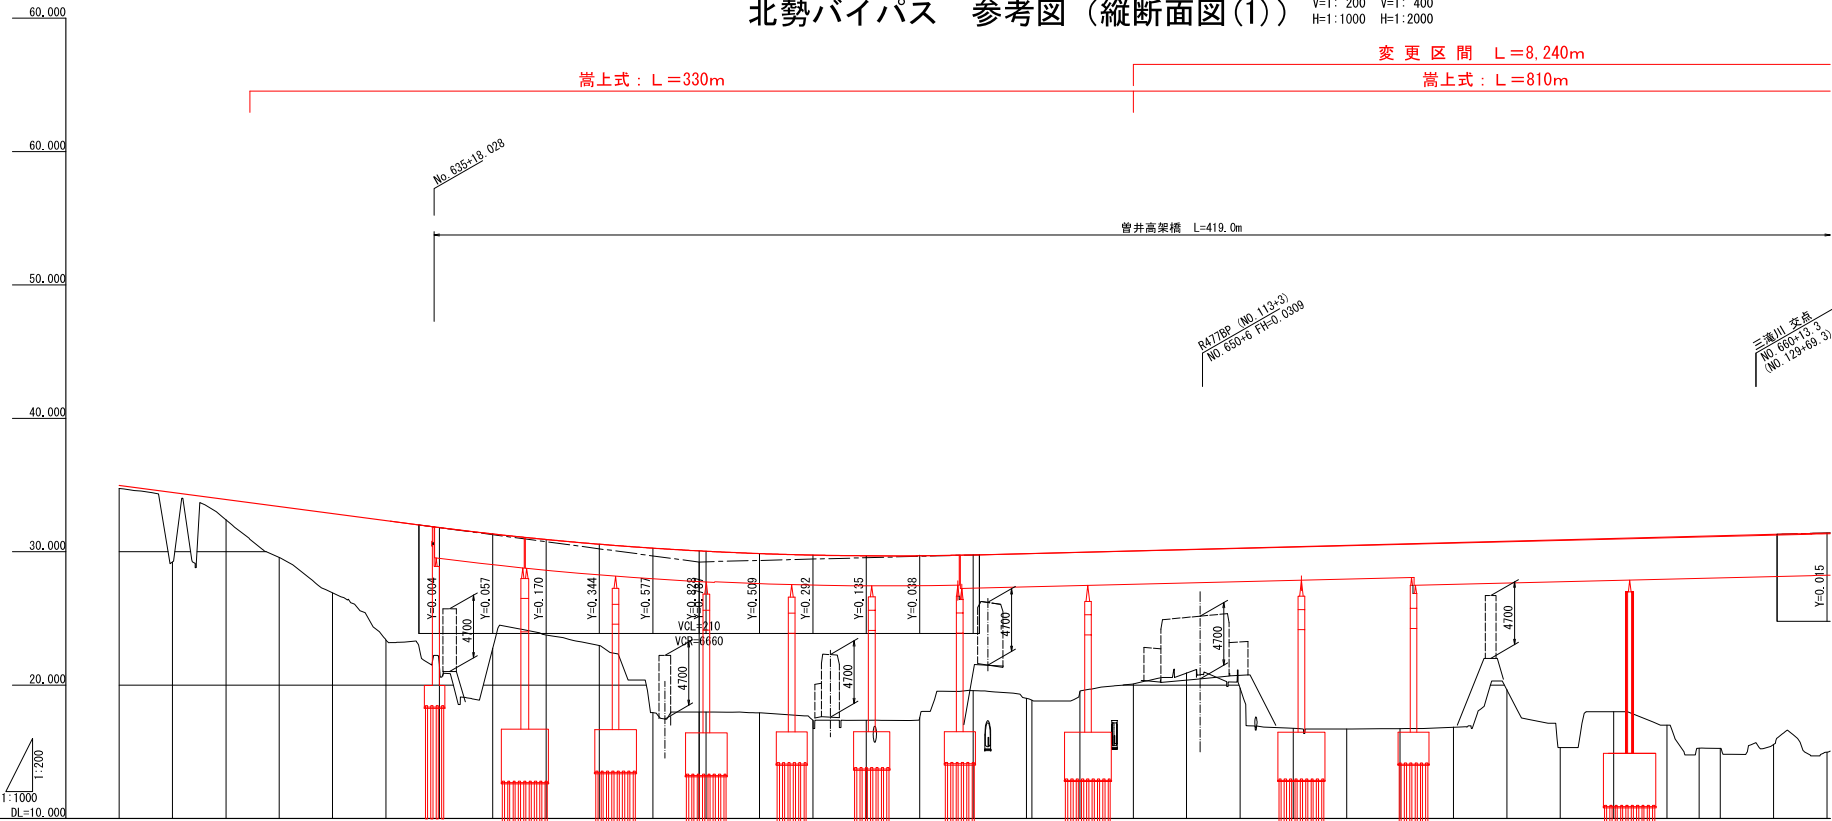 北勢バイパス 参考図(縦断面図(1))
V=1: 200 V=1: 400
H=1:1000 H=1:2000
変更区間 L=8,240m
嵩上式:L=330m
嵩上式:L=810m
60.000
60.000
50.000
40.000
30.000
20.000
DL=10.000
1:200
1:1000
No.635+18.028
曽井高架橋 L=419.0m
R477BP (NO.113+3)
NO.650+6 FH=0.0309
三滝川 交点
NO.660+13.3
(NO.129+69.3)
Y=0.004
Y=0.057
Y=0.170
Y=0.344
Y=0.577
Y=0.828
Y=0.509
Y=0.292
Y=0.135
Y=0.038
Y=0.015
VCL=210
VCR=6660
4700
4700
4700
4700
4700
4700